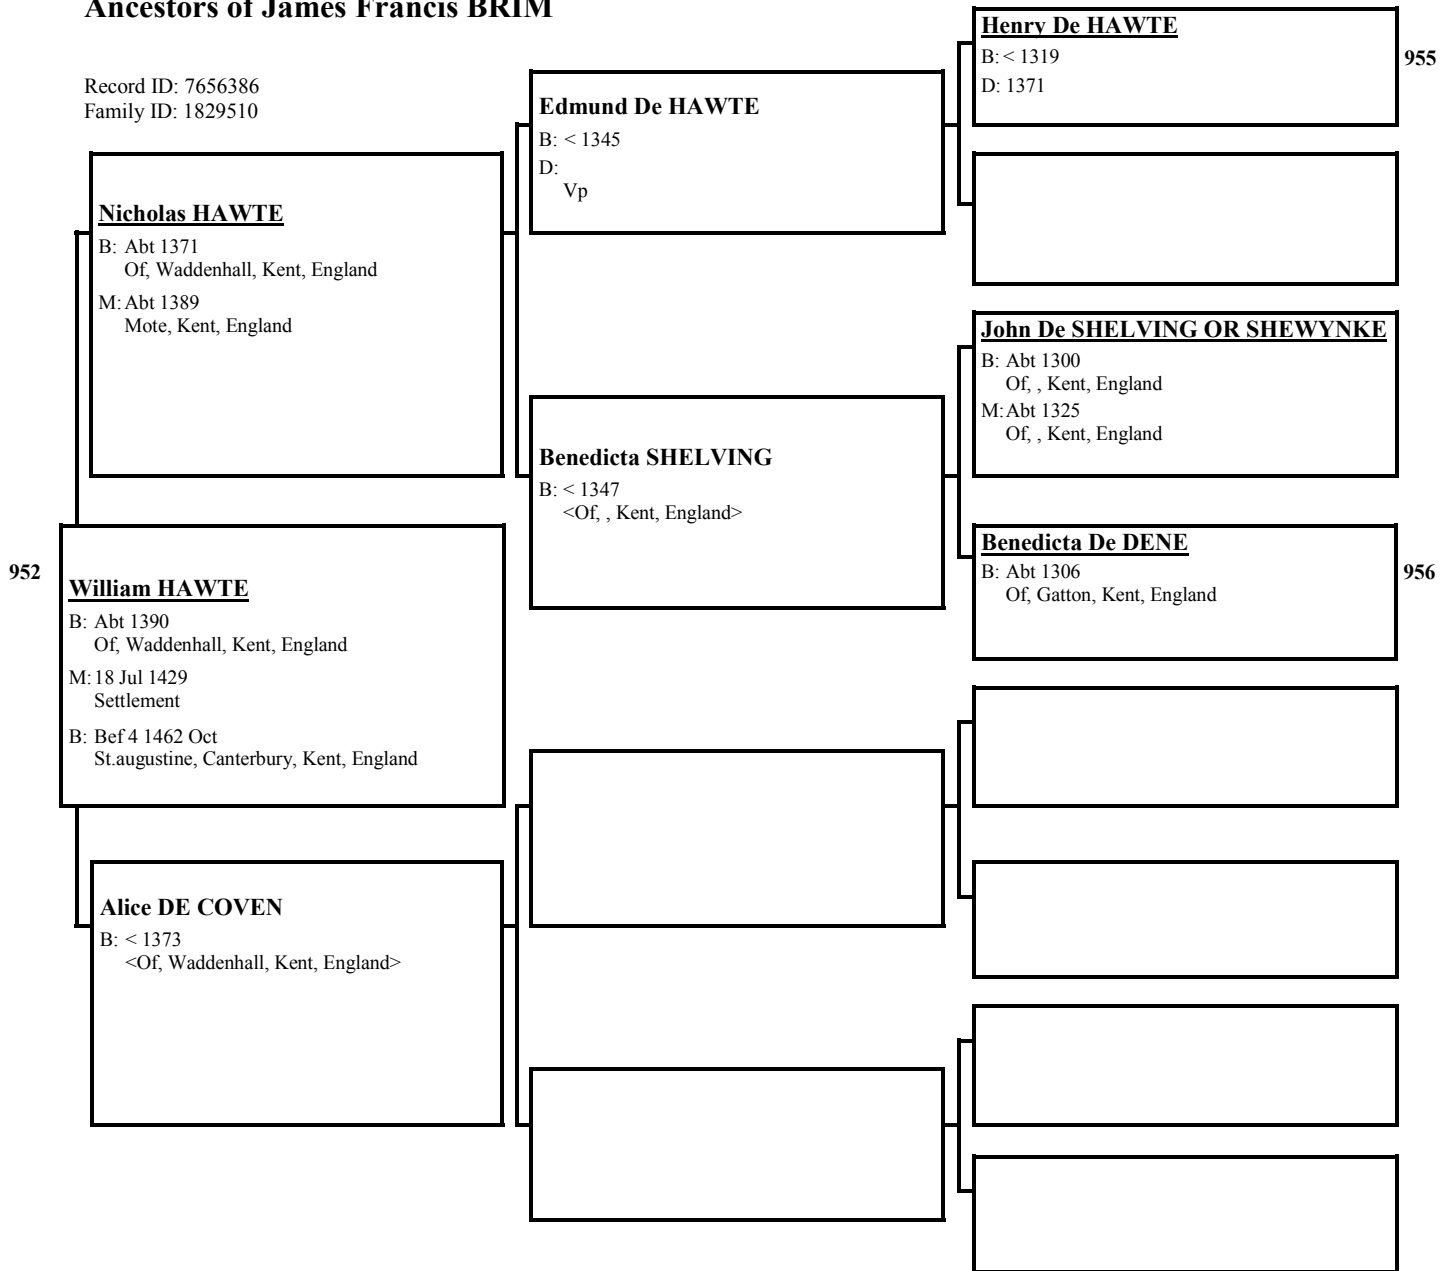 Ancestors of James Francis BRIM
Record ID: 7656386
Family ID: 1829510
Henry De HAWTE
B: < 1319
D: 1371
955
Edmund De HAWTE
B: < 1345
D:
Vp
Nicholas HAWTE
B: Abt 1371
Of, Waddenhall, Kent, England
M: Abt 1389
Mote, Kent, England
John De SHELVING OR SHEWYNKE
B: Abt 1300
Of, , Kent, England
M: Abt 1325
Of, , Kent, England
Benedicta SHELVING
B: < 1347
<Of, , Kent, England>
Benedicta De DENE
B: Abt 1306
Of, Gatton, Kent, England
956
952
William HAWTE
B: Abt 1390
Of, Waddenhall, Kent, England
M: 18 Jul 1429
Settlement
B: Bef 4 1462 Oct
St.augustine, Canterbury, Kent, England
Alice DE COVEN
B: < 1373
<Of, Waddenhall, Kent, England>